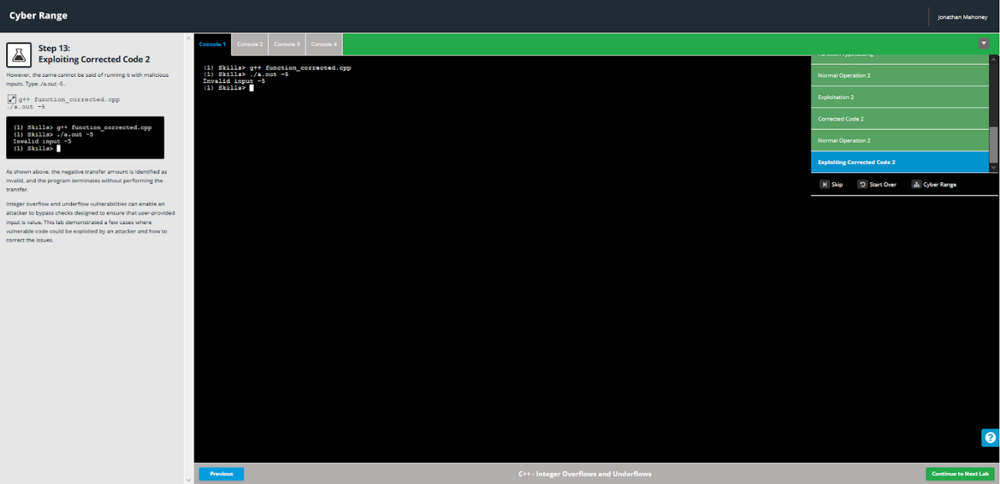 Cyber Range
Jonathan Mahoney
Step 13:
Exploiting Corrected Code 2
However, the same cannot be said of running it with malicious
inputs. Type ./a.out -5 .
g++ function_corrected.cpp
./a.out -5
(1) Skills> g++ function_corrected.cpp
(1) Skills> ./a.out -5
Invalid input -5
(1) Skills>
As shown above, the negative transfer amount is identified as
invalid, and the program terminates without performing the
transfer.
Integer overflow and underflow vulnerabilities can enable an
attacker to bypass checks designed to ensure that user-provided
input is value. This lab demonstrated a few cases where
vulnerable code could be exploited by an attacker and how to
correct the issues.
Console 1
Console 2
Console 3
Console 4
(1) Skills> g++ function_corrected.cpp
(1) Skills> ./a.out -5
Invalid input -5
(1) Skills>
Function Typecasting
Normal Operation 2
Exploitation 2
Corrected Code 2
Normal Operation 2
Exploiting Corrected Code 2
Skip
Start Over
Cyber Range
?
Previous
C++ - Integer Overflows and Underflows
Continue to Next Lab